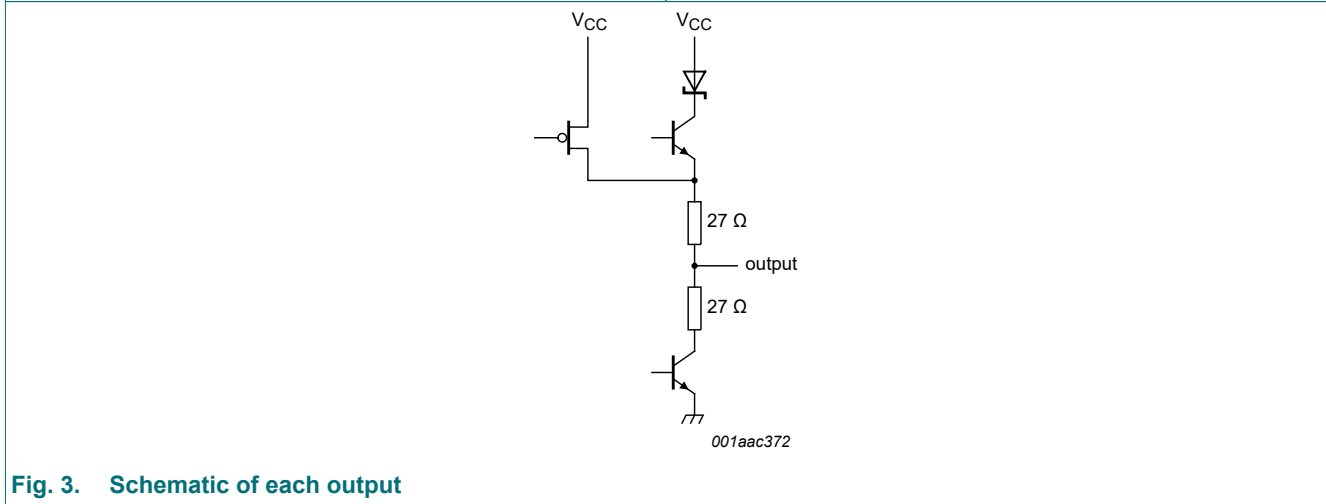 VCC VCC
27 Ω
output
27 Ω
001aac372
Fig. 3. Schematic of each output